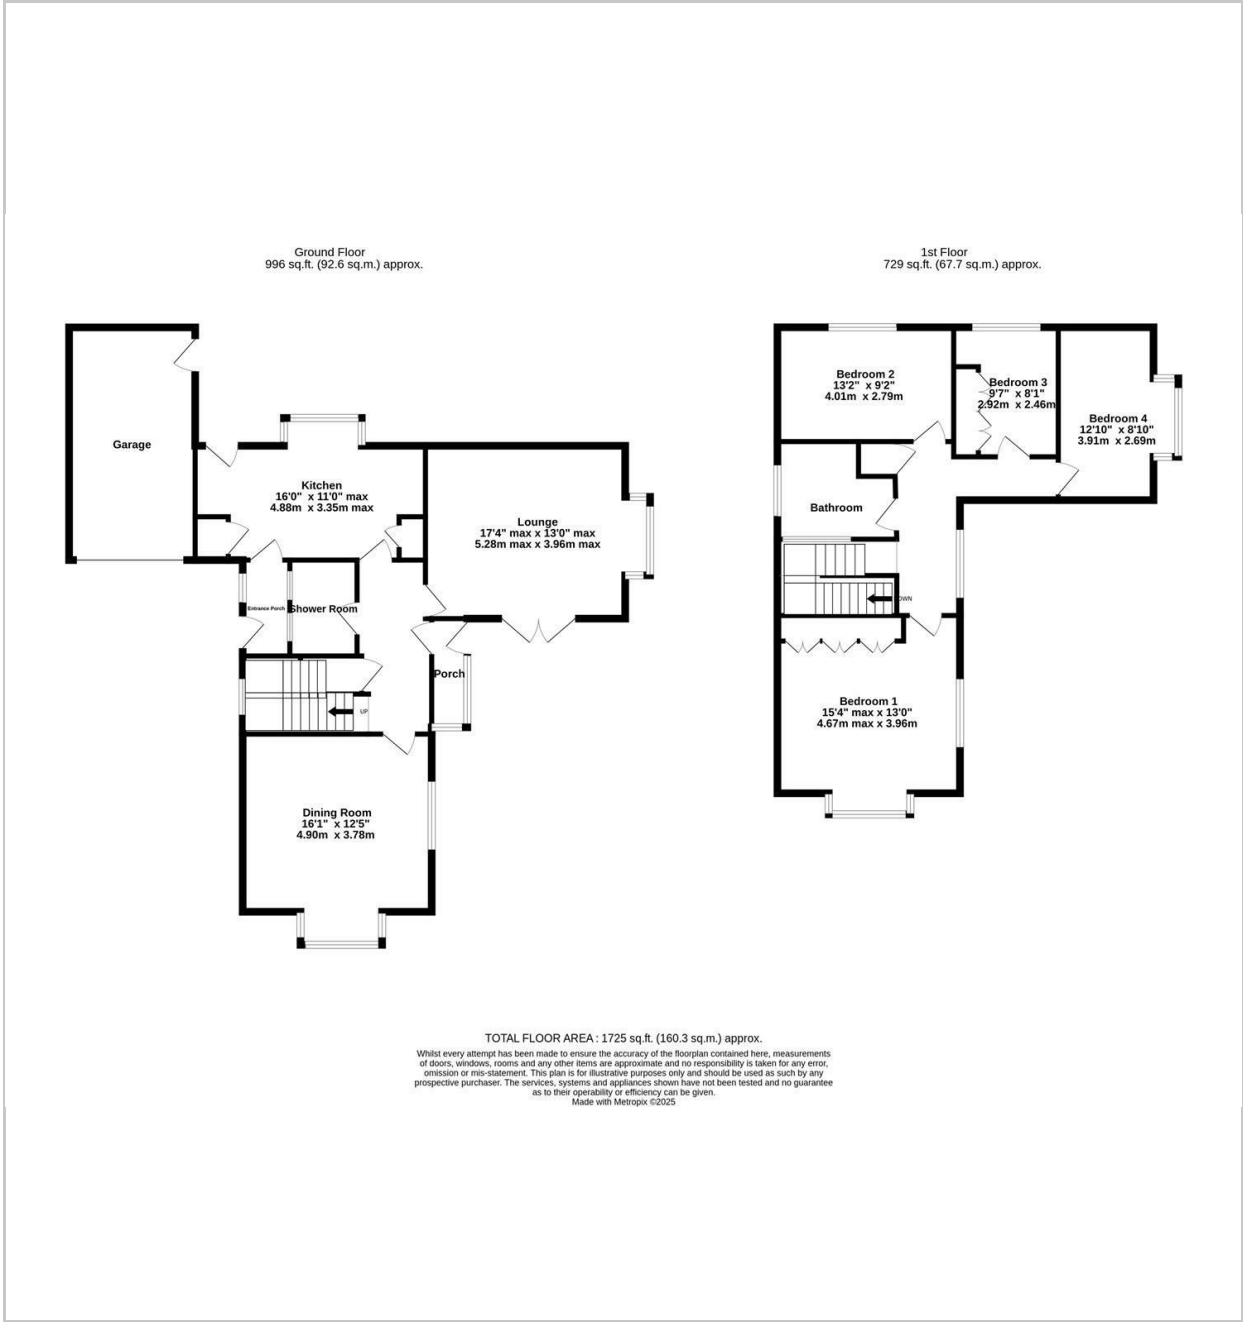 Ground Floor
996 sq.ft. (92.6 sq.m.) approx.
1st Floor
729 sq.ft. (67.7 sq.m.) approx.
Garage
Kitchen
16'0" x 11'0" max
4.88m x 3.35m max
Lounge
17'4" max x 13'0" max
5.28m max x 3.96m max
Entrance Porch
Shower Room
Porch
UP
Dining Room
16'1" x 12'5"
4.90m x 3.78m
Bedroom 2
13'2" x 9'2"
4.01m x 2.79m
Bedroom 3
9'7" x 8'1"
2.92m x 2.46m
Bedroom 4
12'10" x 8'10"
3.91m x 2.69m
Bathroom
DOWN
Bedroom 1
15'4" max x 13'0"
4.67m max x 3.96m
TOTAL FLOOR AREA : 1725 sq.ft. (160.3 sq.m.) approx.
Whilst every attempt has been made to ensure the accuracy of the floorplan contained here, measurements
of doors, windows, rooms and any other items are approximate and no responsibility is taken for any error,
omission or mis-statement. This plan is for illustrative purposes only and should be used as such by any
prospective purchaser. The services, systems and appliances shown have not been tested and no guarantee
as to their operability or efficiency can be given.
Made with Metropix ©2025